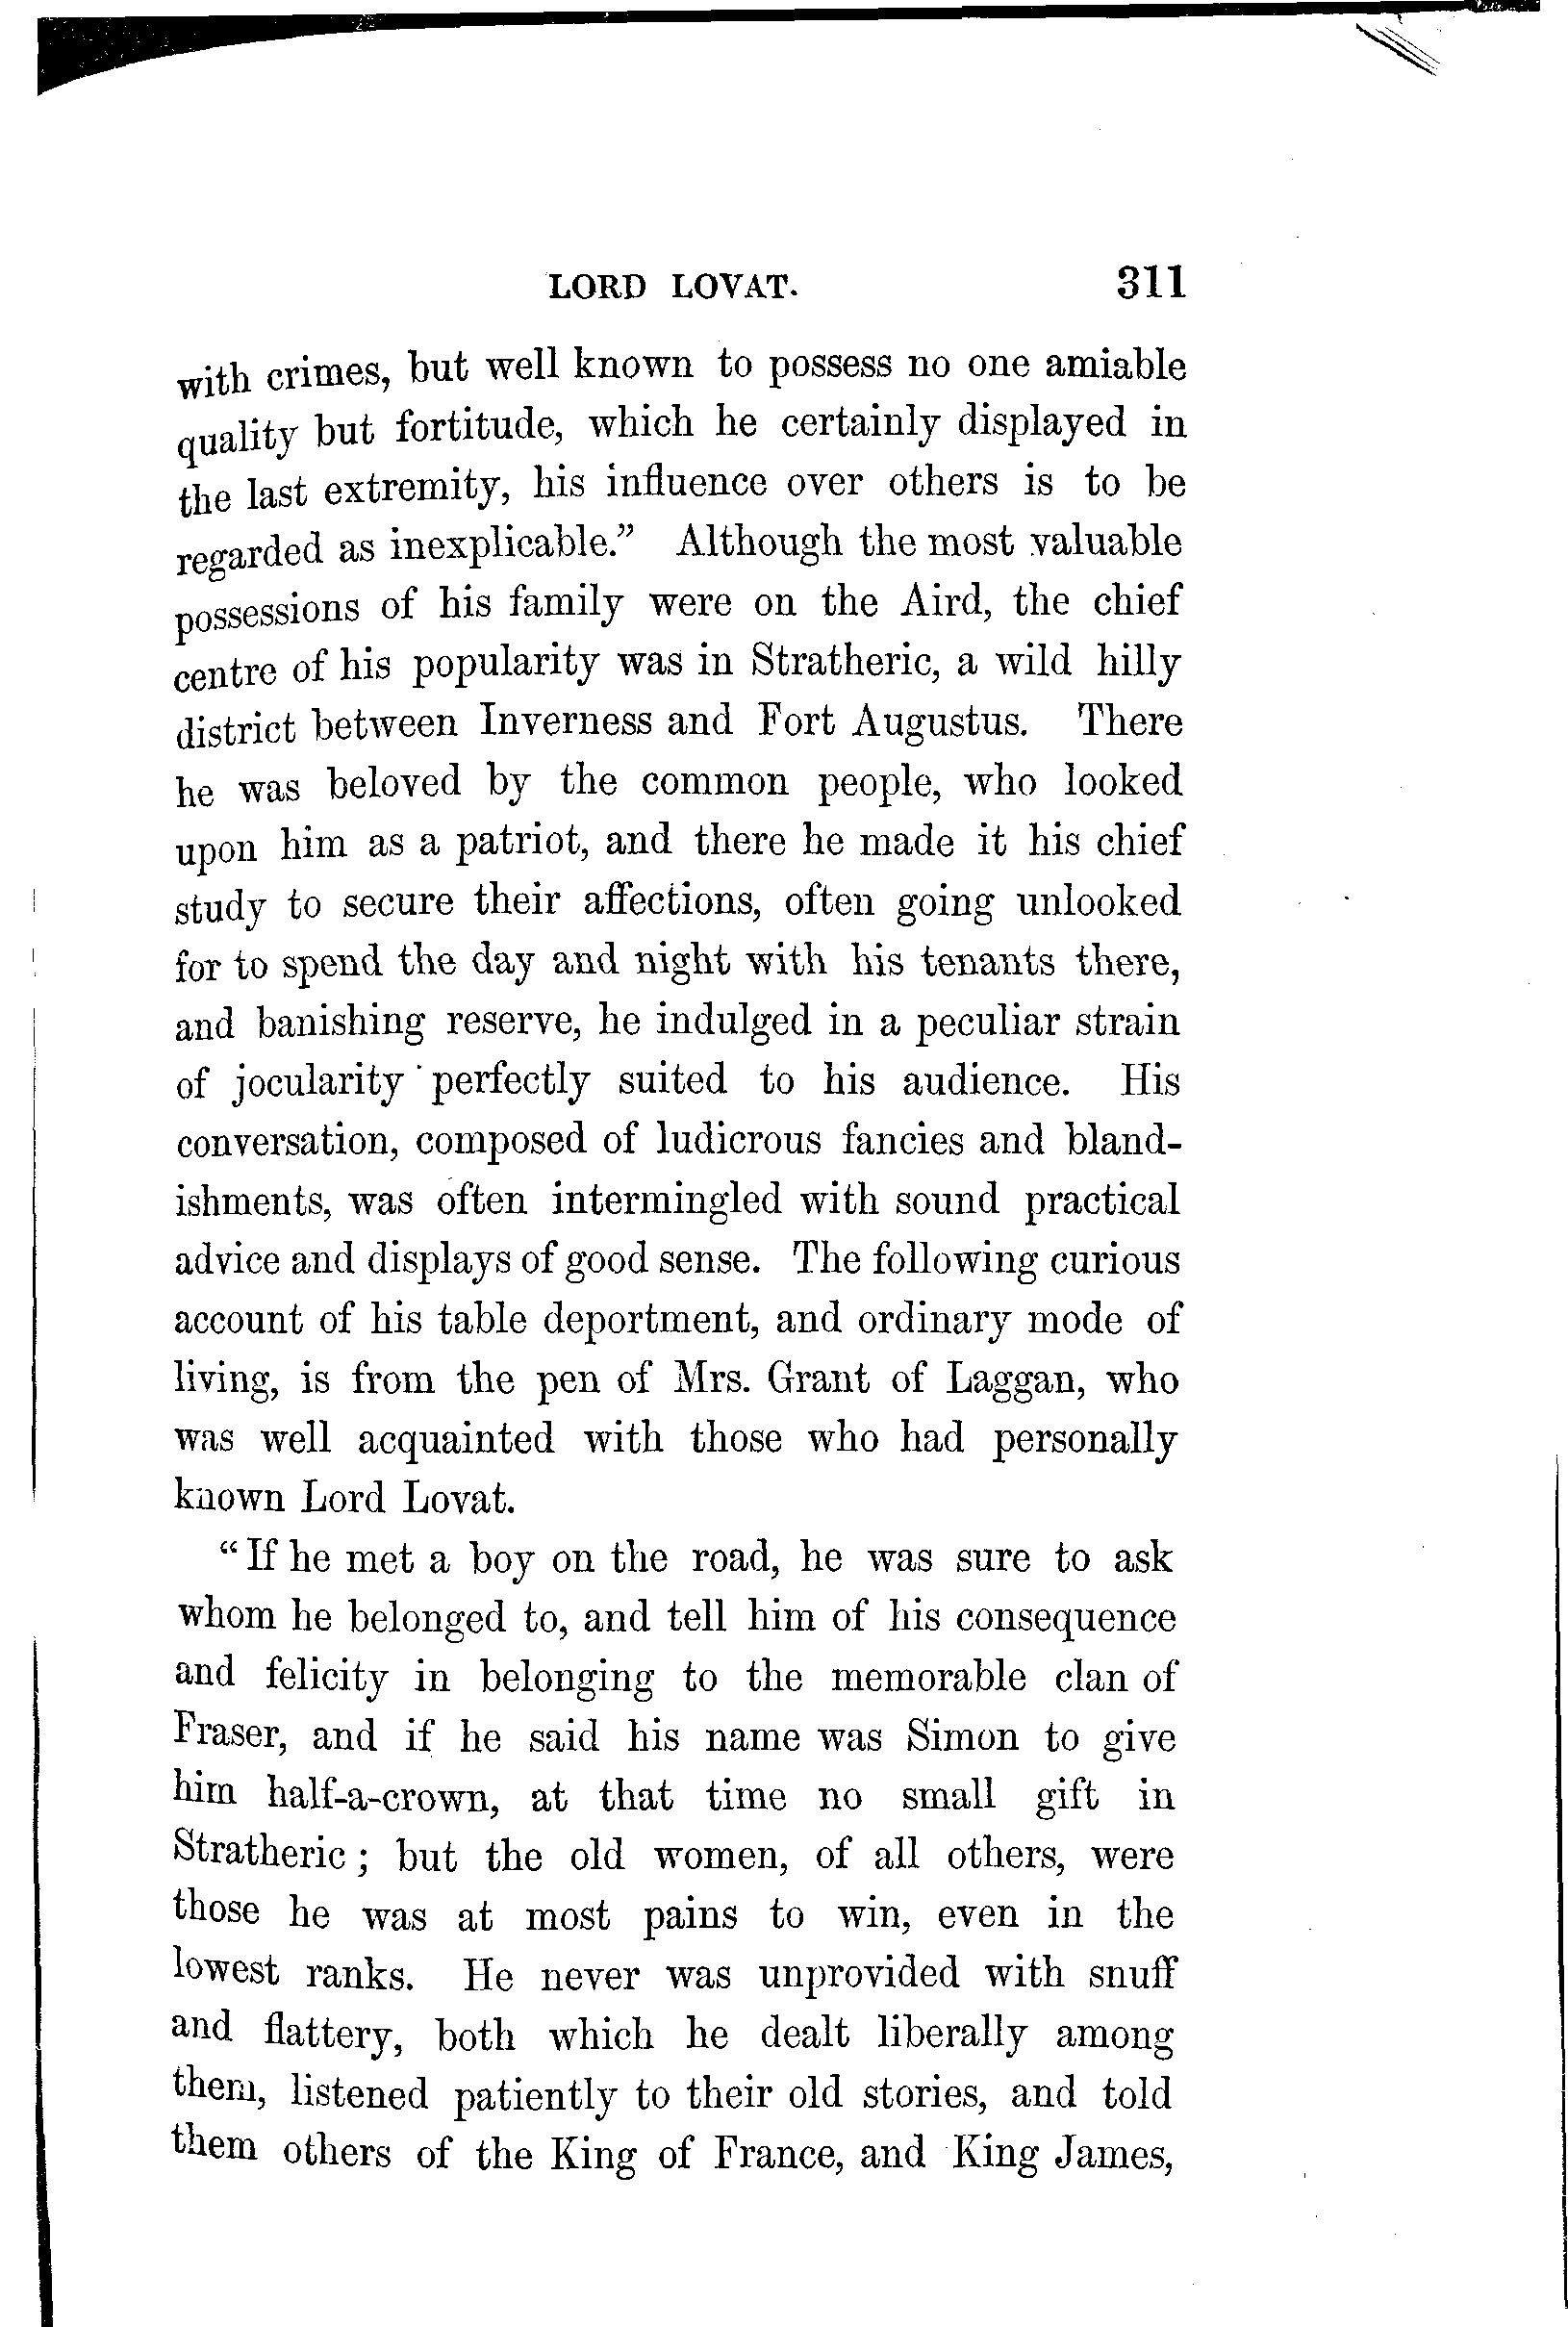 LORD LOVAT. 311
with crimes, but well known to possess no one amiable
quality but fortitude, which he certainly displayed in
the last extremity, his influence over others is to be
regarded as inexplicable.” Although the most valuable
possessions of his family were on the Aird, the chief
centre of his popularity was in Stratheric, a wild hilly
district between Inverness and Fort Augustus. There
he was beloved by the common people, who looked
upon him as a patriot, and there he made it his chief
study to secure their affections, often going unlooked
for to spend the day and night with his tenants there,
and banishing reserve, he indulged in a peculiar strain
of jocularity perfectly suited to his audience. His
conversation, composed of ludicrous fancies and bland-
ishments, was often intermingled with sound practical
advice and displays of good sense. The following curious
account of his table deportment, and ordinary mode of
living, is from the pen of Mrs. Grant of Laggan, who
was well acquainted with those who had personally
known Lord Lovat.
“If he met a boy on the road, he was sure to ask
whom he belonged to, and tell him of his consequence
and felicity in belonging to the memorable clan of
Fraser, and if he said his name was Simon to give
him half-a-crown, at that time no small gift in
Stratheric; but the old women, of all others, were
those he was at most pains to win, even in the
lowest ranks. He never was unprovided with snuff
and flattery, both which he dealt liberally among
them, listened patiently to their old stories, and told
them others of the King of France, and King James,